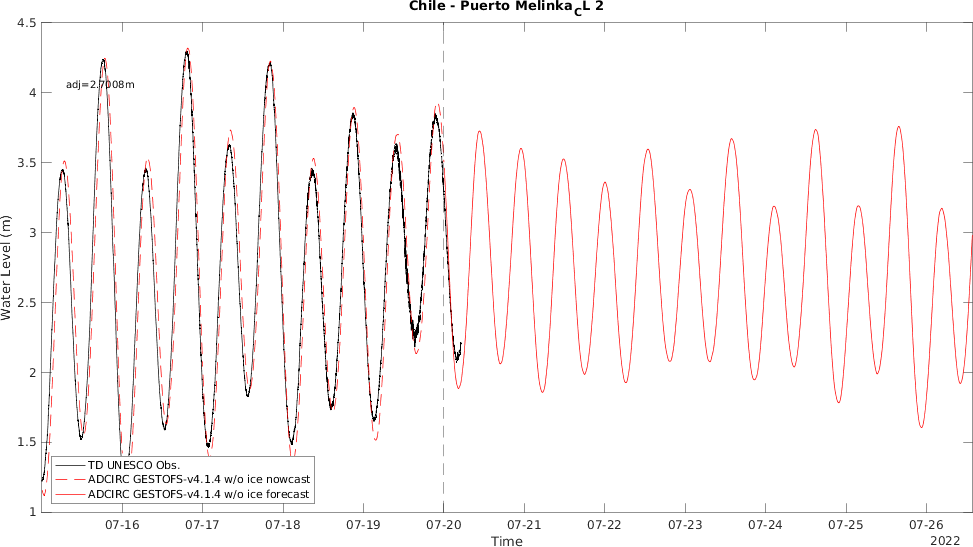 Chile - Puerto Melinka_CL 2
4.5
4
3.5
3
2.5
2
1.5
1
Water Level (m)
adj=2.7008m
TD UNESCO Obs.
ADCIRC GESTOFS-v4.1.4 w/o ice nowcast
ADCIRC GESTOFS-v4.1.4 w/o ice forecast
07-16 07-17 07-18 07-19 07-20 07-21 07-22 07-23 07-24 07-25 07-26
Time
2022